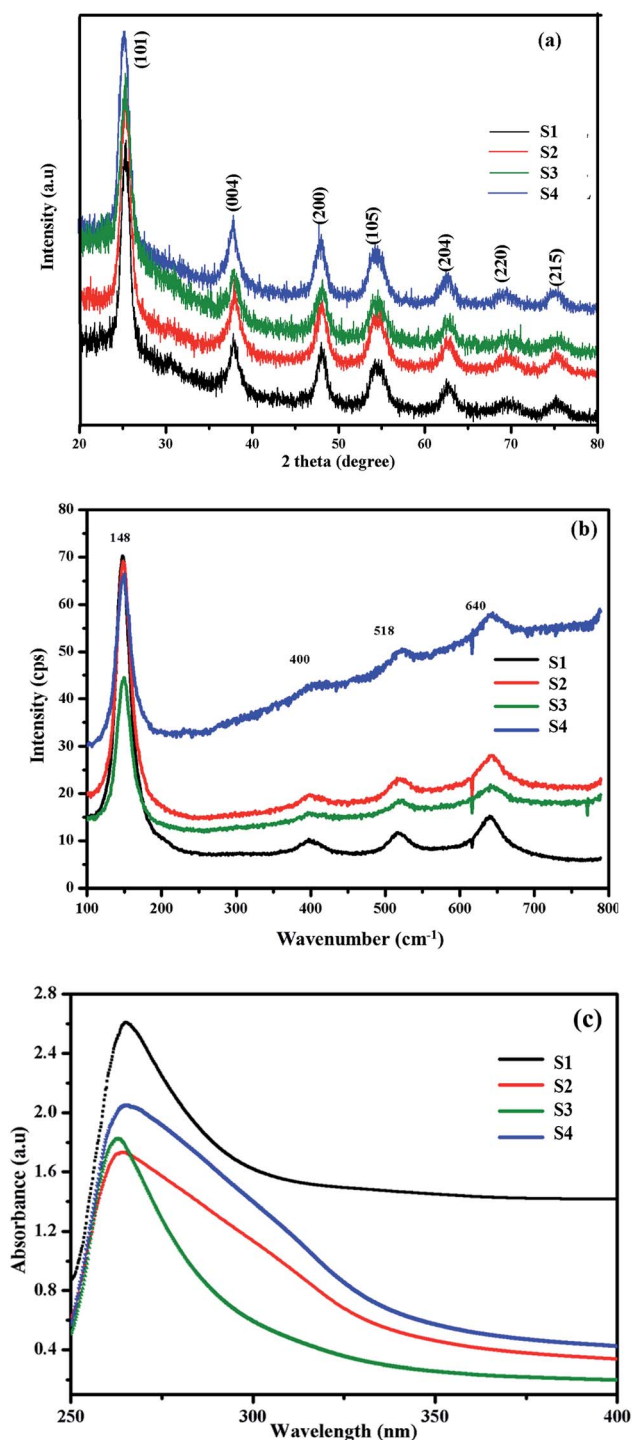 (a)
(101)
(004)
(200)
(105)
(204)
(220)
(215)
S1
S2
S3
S4
Intensity (a.u)
20 30 40 50 60 70 80
2 theta (degree)
(b)
80
70
60
50
40
30
20
10
0
148
400
518
640
S1
S2
S3
S4
Intensity (cps)
100 200 300 400 500 600 700 800
Wavenumber (cm-1)
(c)
2.8
2.4
2.0
1.6
1.2
0.8
0.4
S1
S2
S3
S4
Absorbance (a.u)
250 300 350 400
Wavelength (nm)